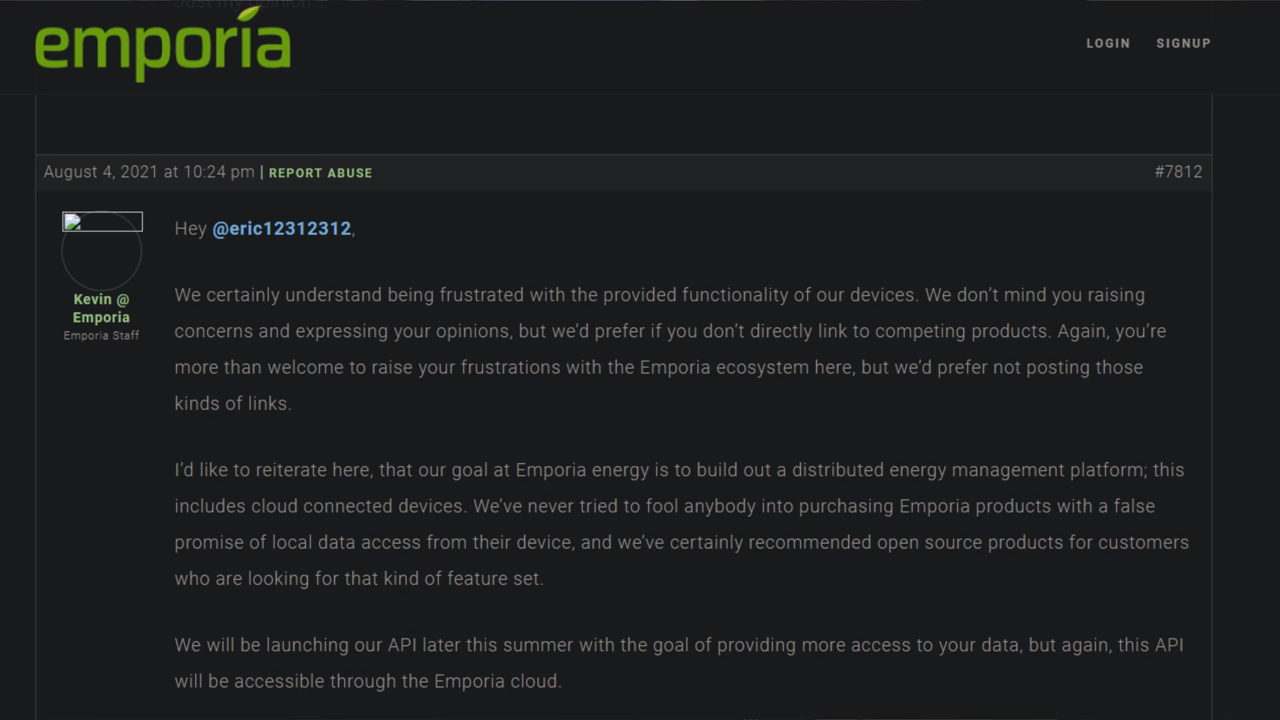 Just my opinion.
emporia
LOGIN SIGNUP
August 4, 2021 at 10:24 pm | REPORT ABUSE #7812
Hey @eric12312312,
Kevin @
Emporia
Emporia Staff
We certainly understand being frustrated with the provided functionality of our devices. We don’t mind you raising
concerns and expressing your opinions, but we’d prefer if you don’t directly link to competing products. Again, you’re
more than welcome to raise your frustrations with the Emporia ecosystem here, but we’d prefer not posting those
kinds of links.
I’d like to reiterate here, that our goal at Emporia energy is to build out a distributed energy management platform; this
includes cloud connected devices. We’ve never tried to fool anybody into purchasing Emporia products with a false
promise of local data access from their device, and we’ve certainly recommended open source products for customers
who are looking for that kind of feature set.
We will be launching our API later this summer with the goal of providing more access to your data, but again, this API
will be accessible through the Emporia cloud.